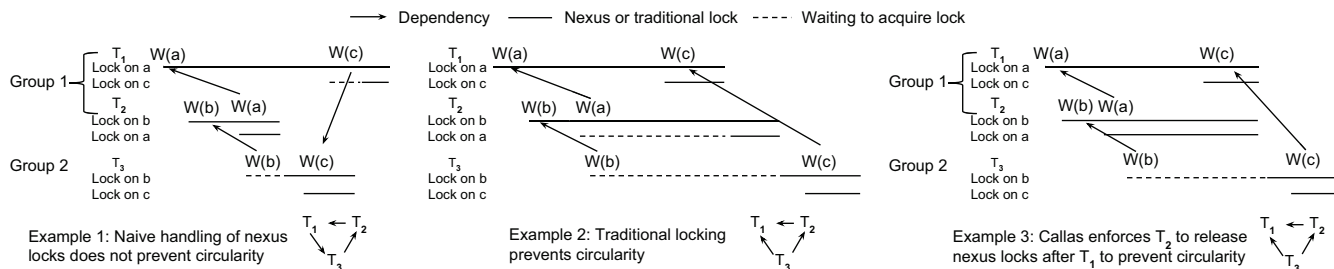 Dependency Nexus or traditional lock Waiting to acquire lock
T1 W(a) W(c)
Lock on a
Group 1
Lock on c
T2 W(b) W(a)
Lock on b
Lock on a
Group 2 T3 W(b) W(c)
Lock on b
Lock on c
T1 T2
T3
Example 1: Naive handling of nexus
locks does not prevent circularity
T1 W(a) W(c)
Lock on a
Lock on c
T2 W(b) W(a)
Lock on b
Lock on a
T3 W(b) W(c)
Lock on b
Lock on c
T1 T2
T3
Example 2: Traditional locking
prevents circularity
T1 W(a) W(c)
Lock on a
Group 1
Lock on c
T2 W(b) W(a)
Lock on b
Lock on a
Group 2 T3 W(b) W(c)
Lock on b
Lock on c
T1 T2
T3
Example 3: Callas enforces T2 to release
nexus locks after T1 to prevent circularity